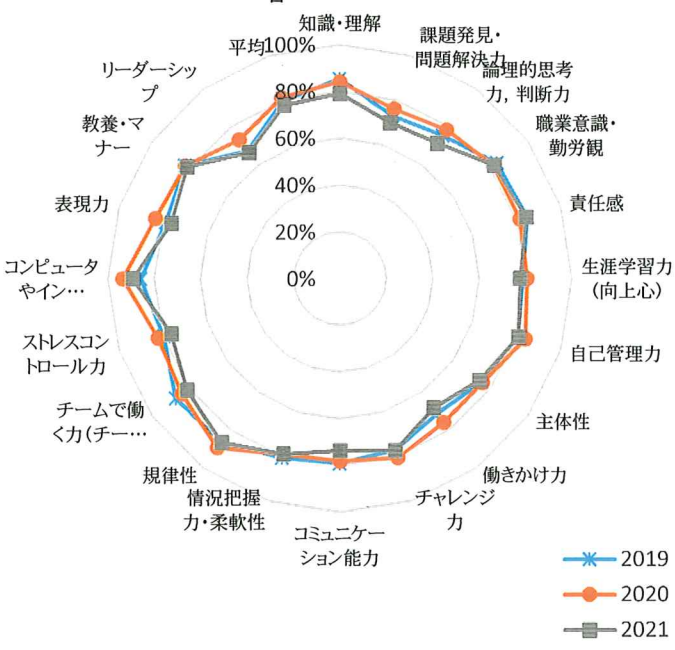 知識・理解
課題発見・
問題解決力
論理的思考
力, 判断力
職業意識・
勤労観
責任感
生涯学習力
(向上心)
自己管理力
主体性
働きかけ力
チャレンジ
力
コミュニケー
ション能力
情況把握
力・柔軟性
規律性
チームで働
く力(チー…
ストレスコン
トロール力
コンピュータ
やイン…
表現力
教養・マ
ナー
リーダーシッ
プ
平均
100%
80%
60%
40%
20%
0%
2019
2020
2021